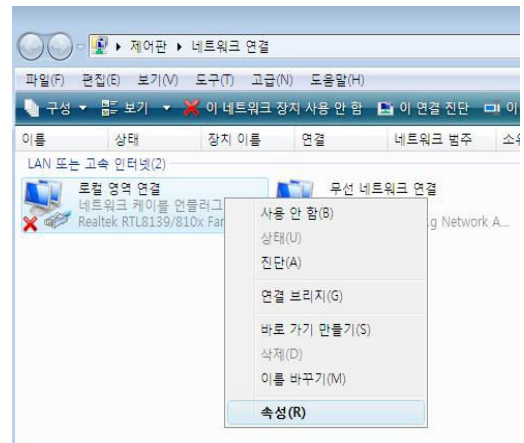 제어판 ▸ 네트워크 연결
파일(F) 편집(E) 보기(V) 도구(T) 고급(N) 도움말(H)
구성 보기 이 네트워크 장치 사용 안 함 이 연결 진단 이
이름 상태 장치 이름 연결 네트워크 범주
LAN 또는 고속 인터넷(2)
로컬 영역 연결
네트워크 케이블 언플러그
Realtek RTL8139/810x
무선 네트워크 연결
Network A...
사용 안 함(B)
상태(U)
진단(A)
연결 브리지(G)
바로 가기 만들기(S)
삭제(D)
이름 바꾸기(M)
속성(R)